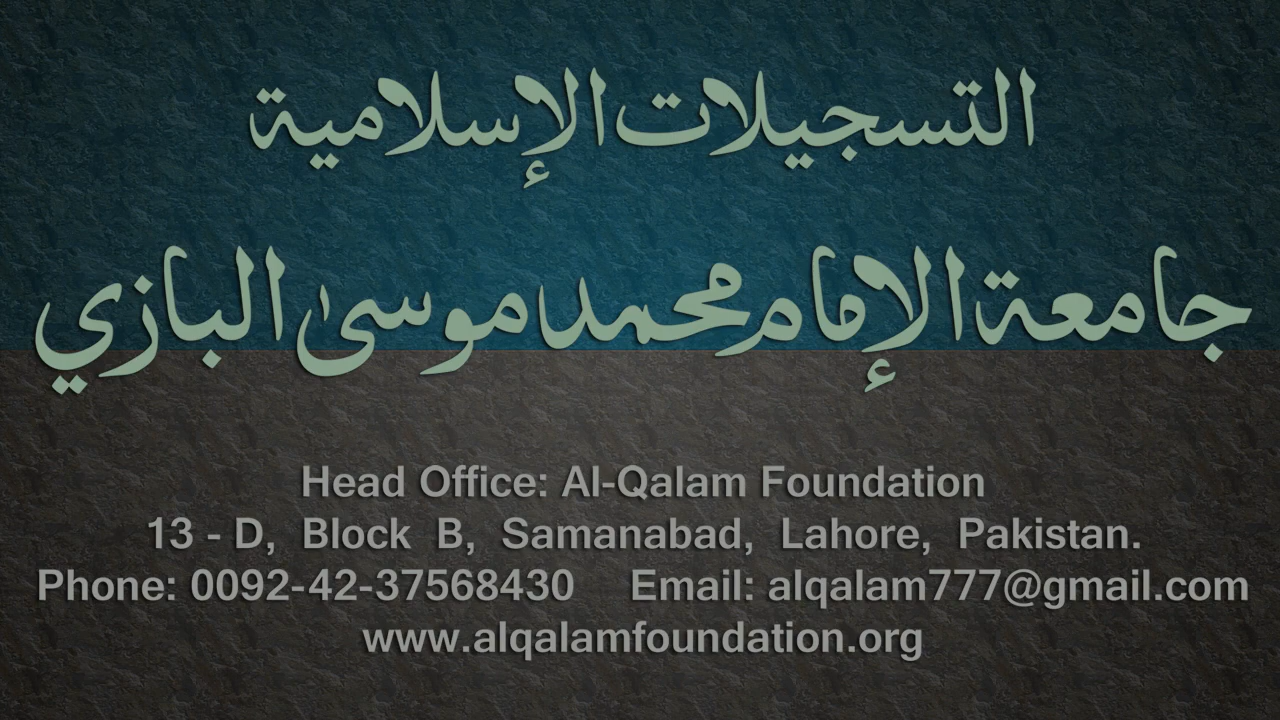 التسجيلات الإسلامية
جامعة الإمام محمد موسىٰ البازي
Head Office: Al-Qalam Foundation
13 - D, Block B, Samanabad, Lahore, Pakistan.
Phone: 0092-42-37568430 Email: alqalam777@gmail.com
www.alqalamfoundation.org